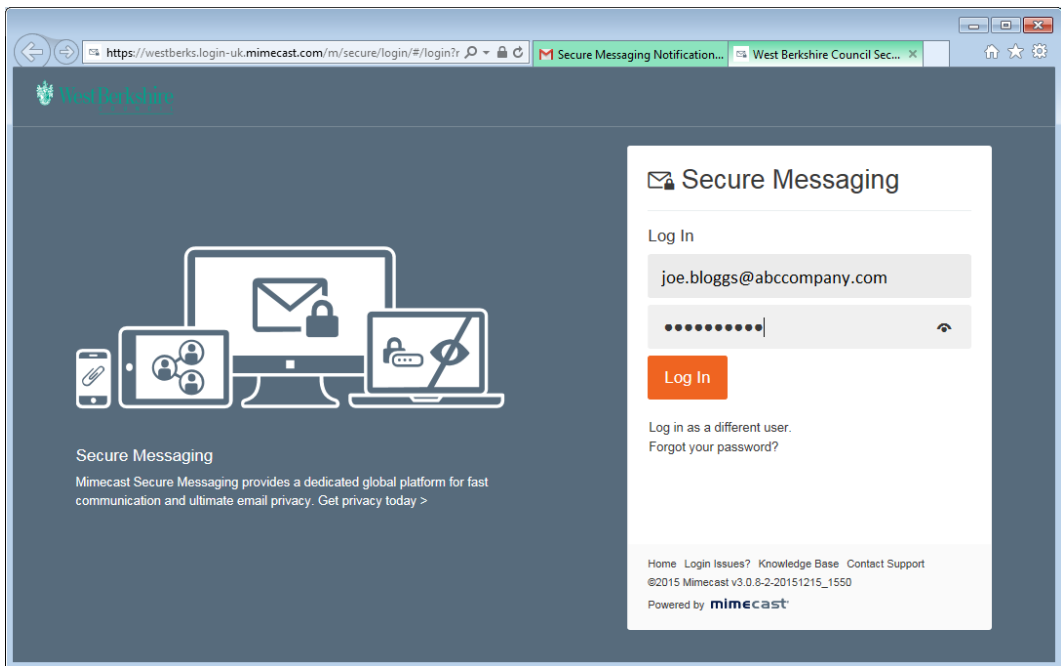 https://westberks.login-uk.mimecast.com/m/secure/login/#/login?r
Secure Messaging Notification...
West Berkshire Council Sec...
West Berkshire
Secure Messaging
Log In
joe.bloggs@abccompany.com
••••••••••
Log In
Log in as a different user.
Forgot your password?
Secure Messaging
Mimecast Secure Messaging provides a dedicated global platform for fast
communication and ultimate email privacy. Get privacy today >
Home Login Issues? Knowledge Base Contact Support
©2015 Mimecast v3.0.8-2-20151215_1550
Powered by mimecast